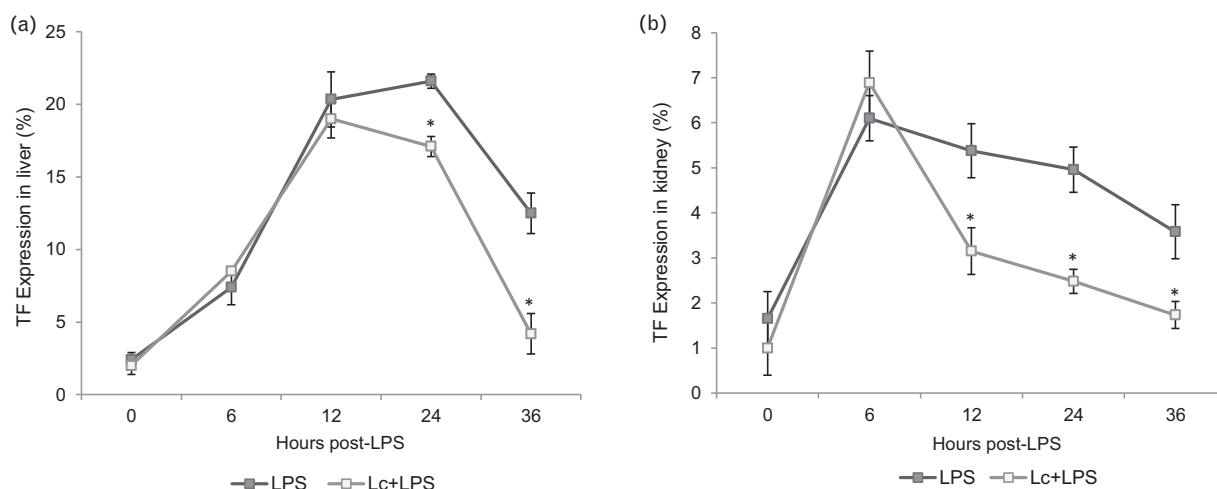 (a)
25
20
15
10
5
0
TF Expression in liver (%)
*
*
0 6 12 24 36
Hours post-LPS
LPS Lc+LPS
(b)
8
7
6
5
4
3
2
1
0
TF Expression in kidney (%)
*
*
*
0 6 12 24 36
Hours post-LPS
LPS Lc+LPS